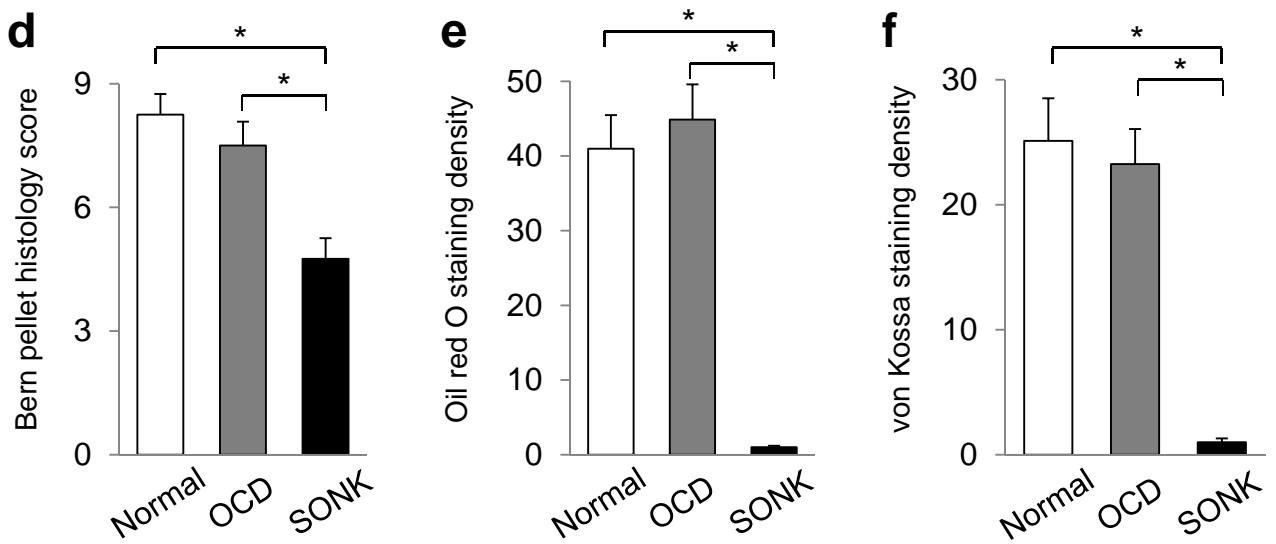 d
*
*
Bern pellet histology score
9
6
3
0
Normal
OCD
SONK
e
*
*
Oil red O staining density
50
40
30
20
10
0
Normal
OCD
SONK
f
*
*
von Kossa staining density
30
20
10
0
Normal
OCD
SONK